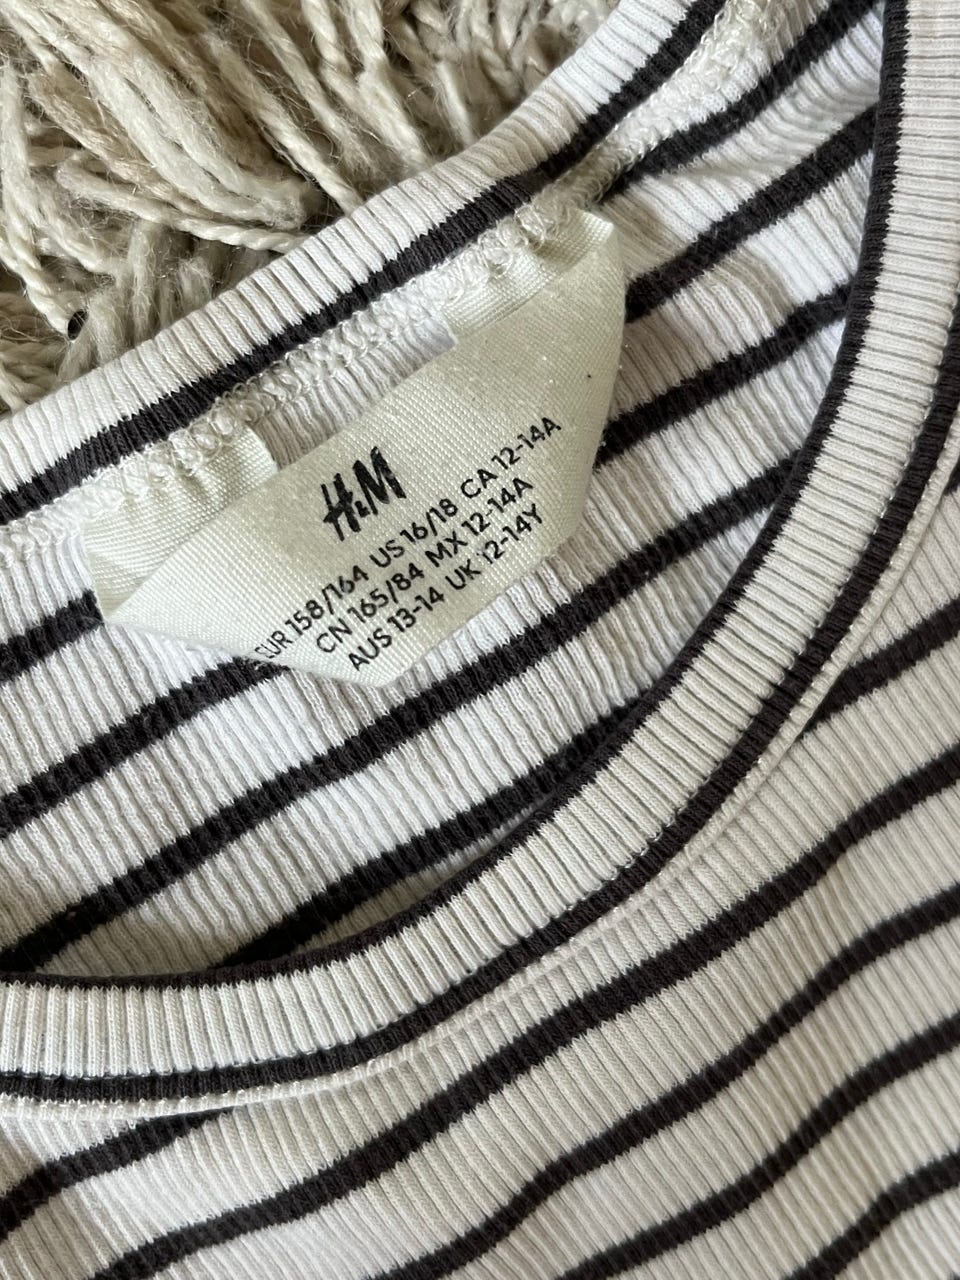 H&M
EUR 158/164 US 16/18 CA 12-14A
CN 165/84 MX 12-14A
AUS 13-14 UK 12-14Y